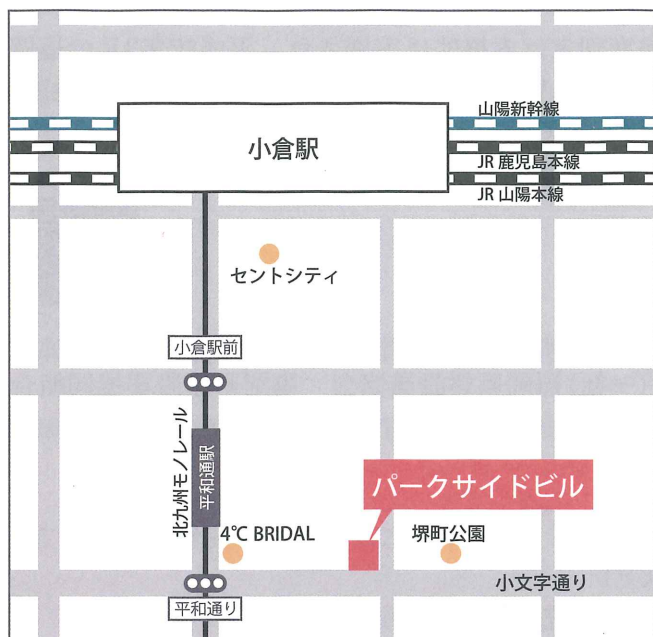 山陽新幹線
小倉駅
JR 鹿児島本線
JR 山陽本線
セントシティ
小倉駅前
北九州モノレール
平和通駅
パークサイドビル
4℃ BRIDAL
堺町公園
小文字通り
平和通り